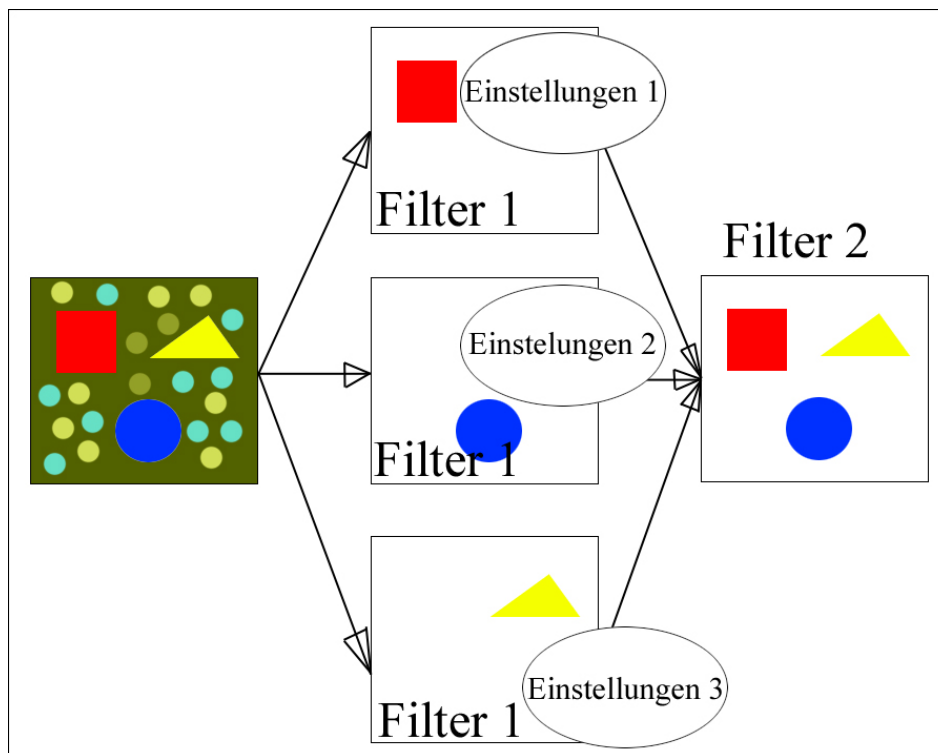 Einstellungen 1
Filter 1
Filter 2
Einstelungen 2
Filter 1
Einstellungen 3
Filter 1